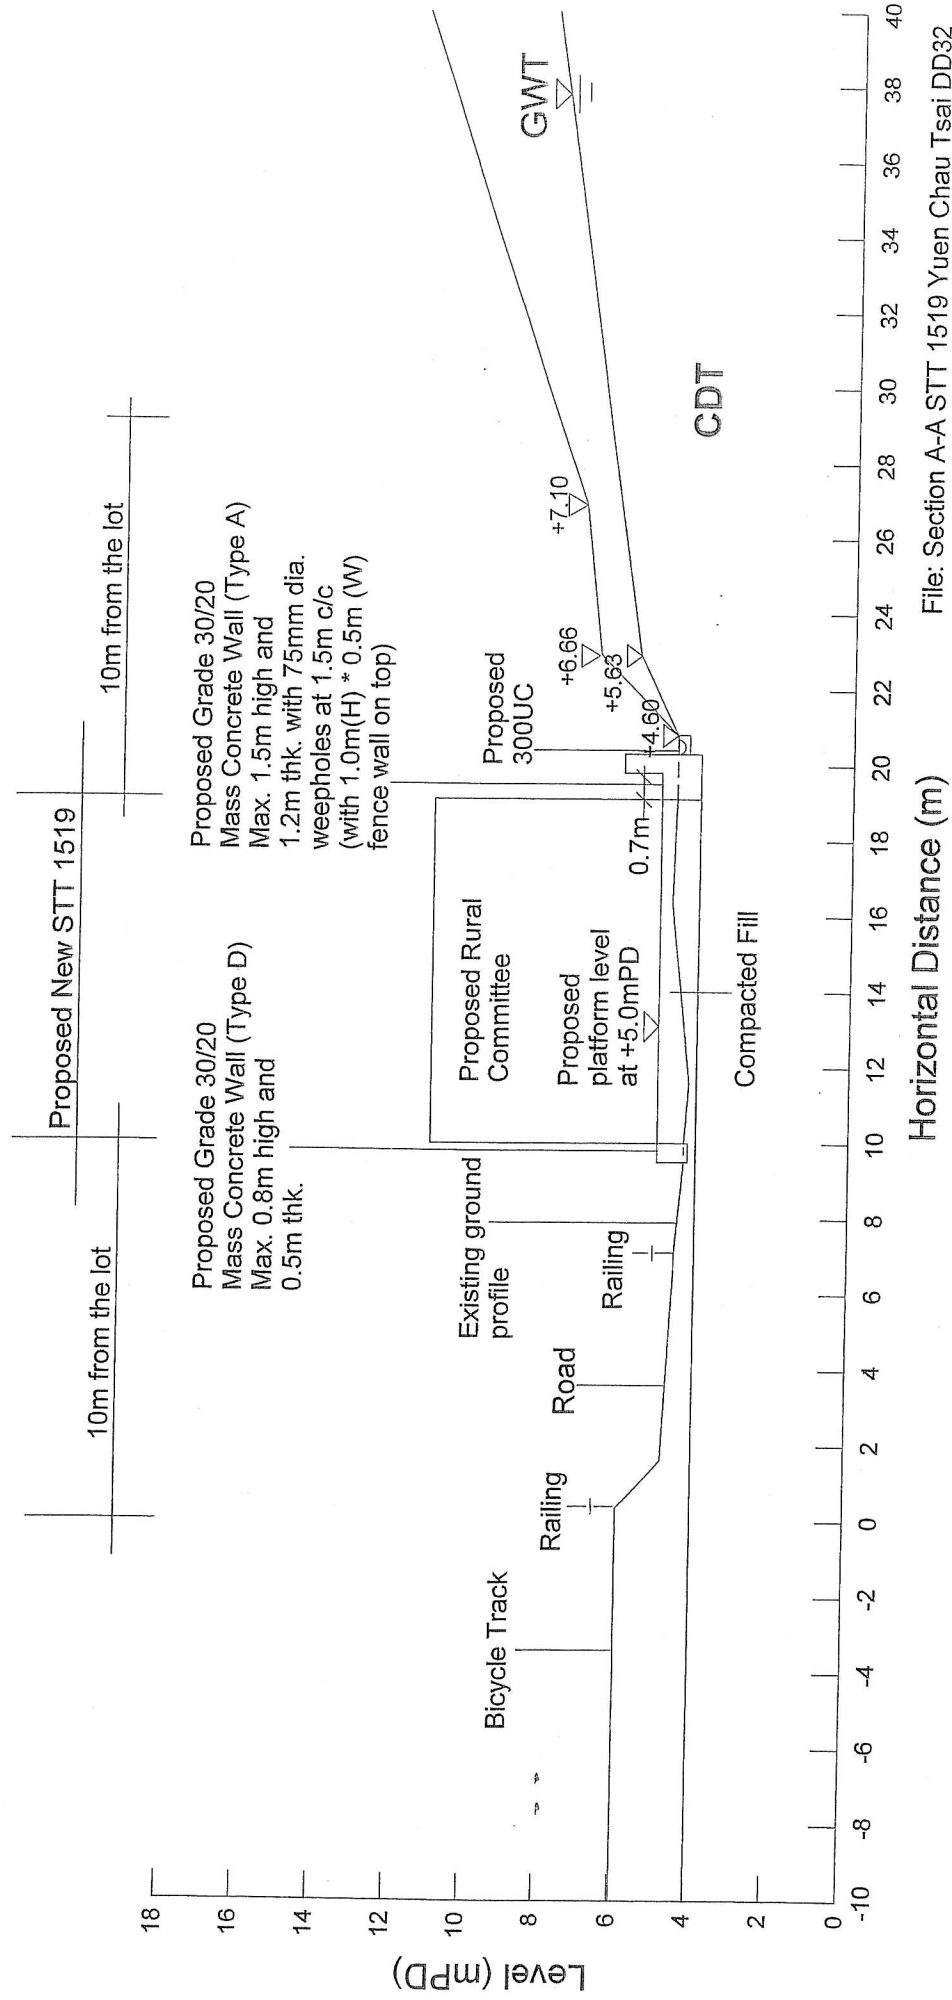 Proposed New STT 1519
10m from the lot
10m from the lot
Proposed Grade 30/20
Mass Concrete Wall (Type D)
Max. 0.8m high and
0.5m thk.
Proposed Grade 30/20
Mass Concrete Wall (Type A)
Max. 1.5m high and
1.2m thk. with 75mm dia.
weepholes at 1.5m c/c
(with 1.0m(H) * 0.5m (W)
fence wall on top)
Bicycle Track
Railing
Road
Existing ground
profile
Railing
Proposed Rural
Committee
Proposed
platform level
at +5.0mPD
0.7m
Compacted Fill
Proposed
300UC
+4.60
+5.63
+6.66
+7.10
GWT
CDT
Level (mPD)
18
16
14
12
10
8
6
4
2
0
-10
-8
-6
-4
-2
0
2
4
6
8
10
12
14
16
18
20
22
24
26
28
30
32
34
36
38
40
Horizontal Distance (m)
File: Section A-A STT 1519 Yuen Chau Tsai DD32